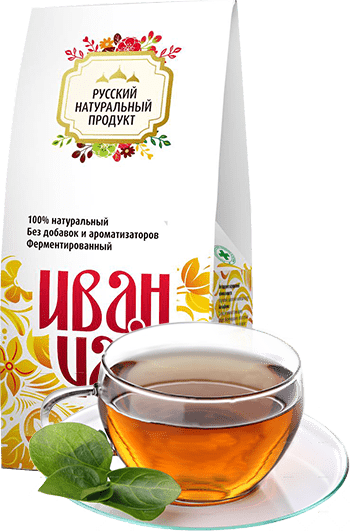 РУССКИЙ
НАТУРАЛЬНЫЙ
ПРОДУКТ
100% натуральный
Без добавок и ароматизаторов
Ферментированный
ИВАН